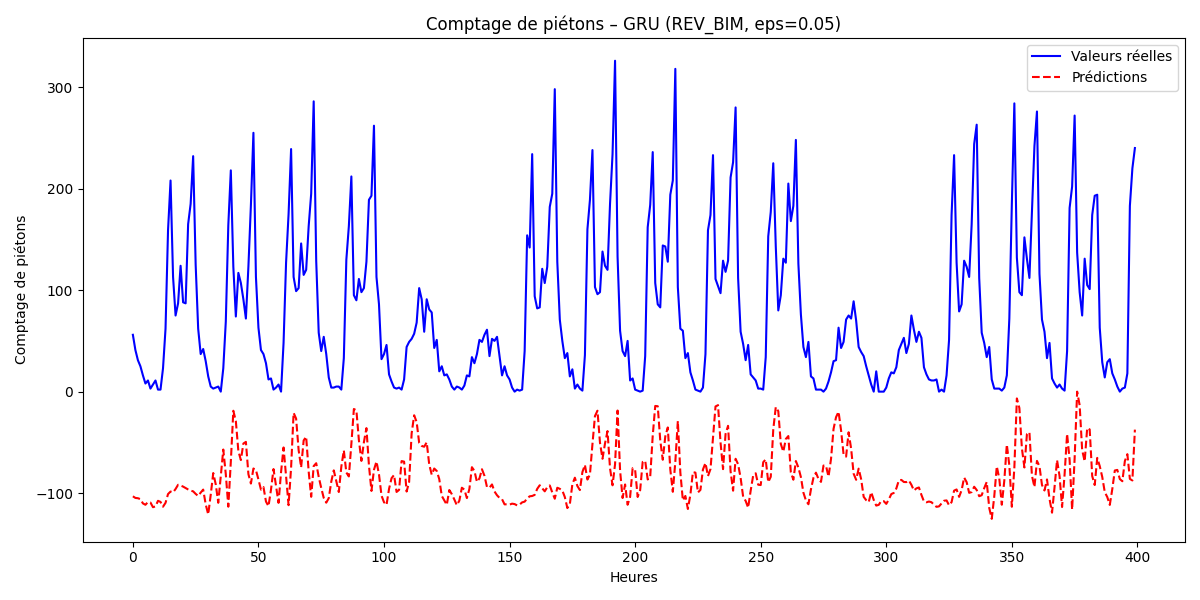 Comptage de piétons – GRU (REV_BIM, eps=0.05)
Valeurs réelles
Prédictions
Comptage de piétons
300
200
100
0
−100
0 50 100 150 200 250 300 350 400
Heures